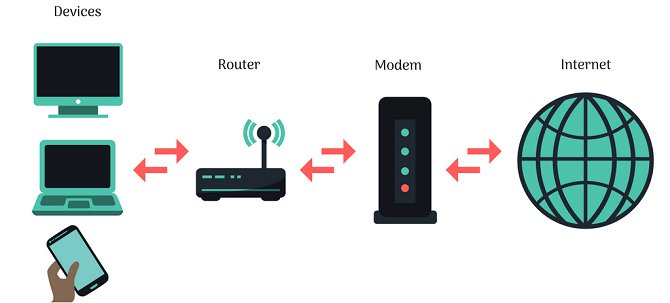 Devices
Router
Modem
Internet